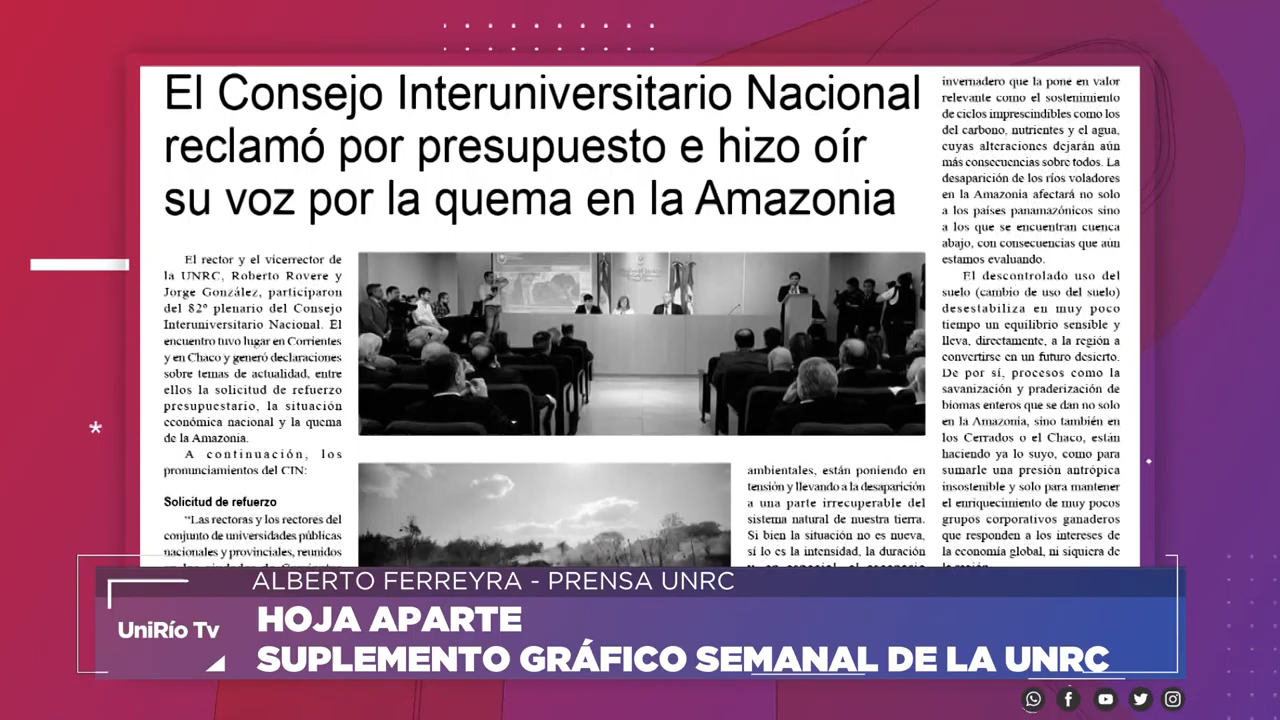 El Consejo Interuniversitario Nacional
reclamó por presupuesto e hizo oír
su voz por la quema en la Amazonia
El rector y el vicerrector de
la UNRC, Roberto Rovere y
Jorge González, participaron
del 82º plenario del Consejo
Interuniversitario Nacional. El
encuentro tuvo lugar en Corrientes
y en Chaco y generó declaraciones
sobre temas de actualidad, entre
ellos la solicitud de refuerzo
presupuestario, la situación
económica nacional y la quema
de la Amazonia.
A continuación, los
pronunciamientos del CIN:
Solicitud de refuerzo
“Las rectoras y los rectores del
conjunto de universidades públicas
nacionales y provinciales, reunidos
ambientales, están poniendo en
tensión y llevando a la desaparición
a una parte irrecuperable del
sistema natural de nuestra tierra.
Si bien la situación no es nueva,
sí lo es la intensidad, la duración
invernadero que la pone en valor
relevante como el sostenimiento
de ciclos imprescindibles como los
del carbono, nutrientes y el agua,
cuyas alteraciones dejarán aún
más consecuencias sobre todos. La
desaparición de los ríos voladores
en la Amazonia afectará no solo
a los países panamazónicos sino
a los que se encuentran cuenca
abajo, con consecuencias que aún
estamos evaluando.
El descontrolado uso del
suelo (cambio de uso del suelo)
desestabiliza en muy poco
tiempo un equilibrio sensible y
lleva, directamente, a la región a
convertirse en un futuro desierto.
De por sí, procesos como la
savanización y praderización de
biomas enteros que se dan no solo
en la Amazonia, sino también en
los Cerrados o el Chaco, están
haciendo ya lo suyo, como para
sumarle una presión antrópica
insostenible y solo para mantener
el enriquecimiento de muy pocos
grupos corporativos ganaderos
que responden a los intereses de
la economía global, ni siquiera de
ALBERTO FERREYRA - PRENSA UNRC
UniRío Tv
HOJA APARTE
SUPLEMENTO GRÁFICO SEMANAL DE LA UNRC